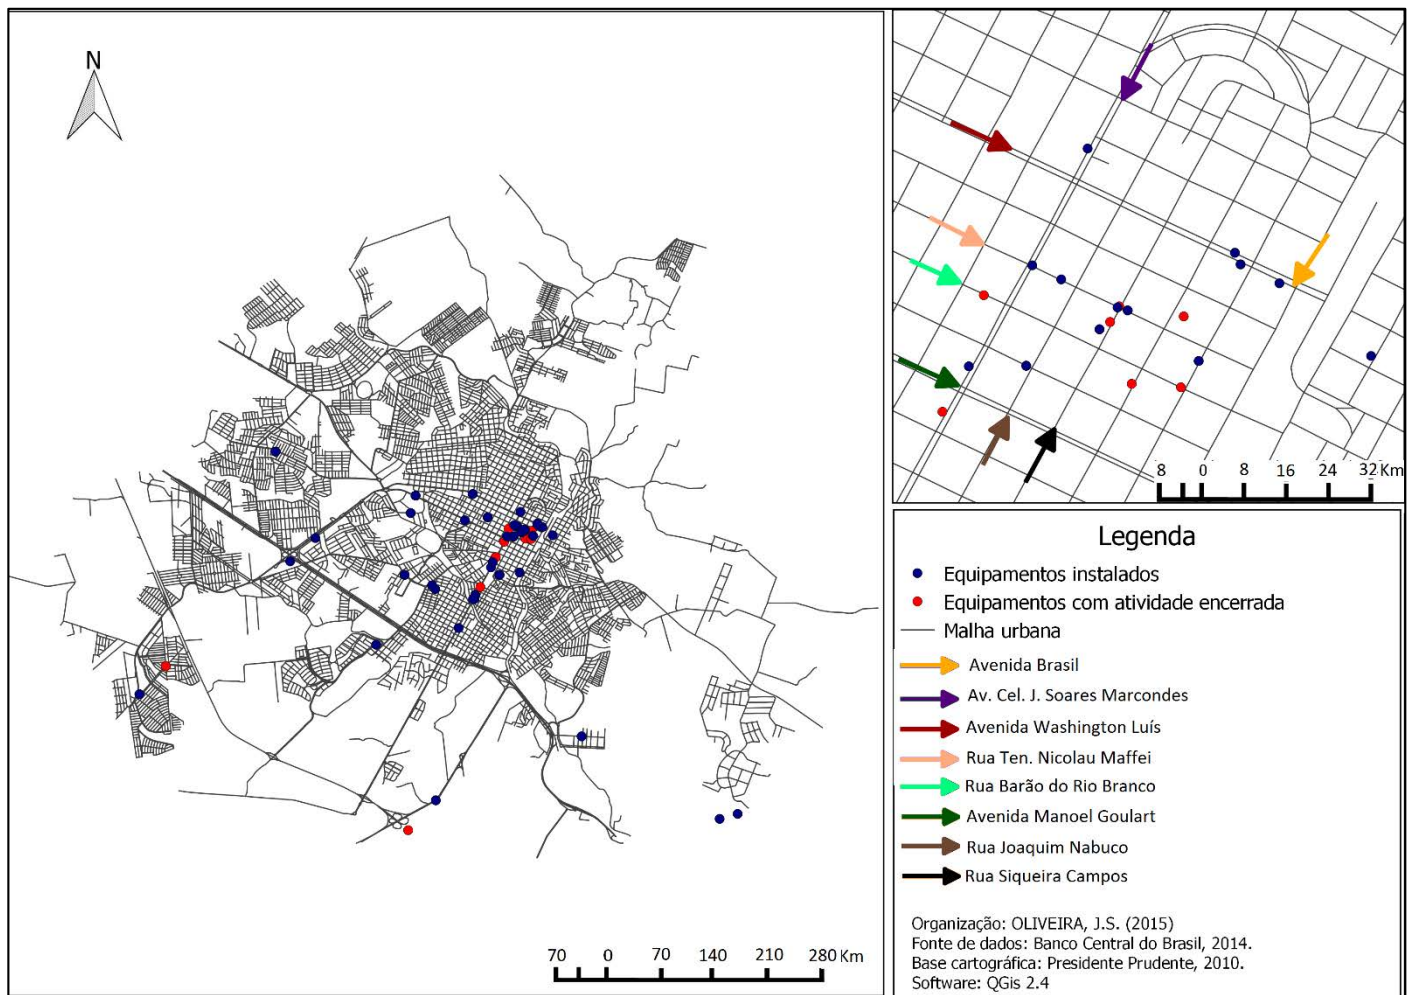 N
70 0 70 140 210 280 Km
8 0 8 16 24 32 Km
Legenda
Equipamentos instalados
Equipamentos com atividade encerrada
Malha urbana
Avenida Brasil
Av. Cel. J. Soares Marcondes
Avenida Washington Luís
Rua Ten. Nicolau Maffei
Rua Barão do Rio Branco
Avenida Manoel Goulart
Rua Joaquim Nabuco
Rua Siqueira Campos
Organização: OLIVEIRA, J.S. (2015)
Fonte de dados: Banco Central do Brasil, 2014.
Base cartográfica: Presidente Prudente, 2010.
Software: QGis 2.4